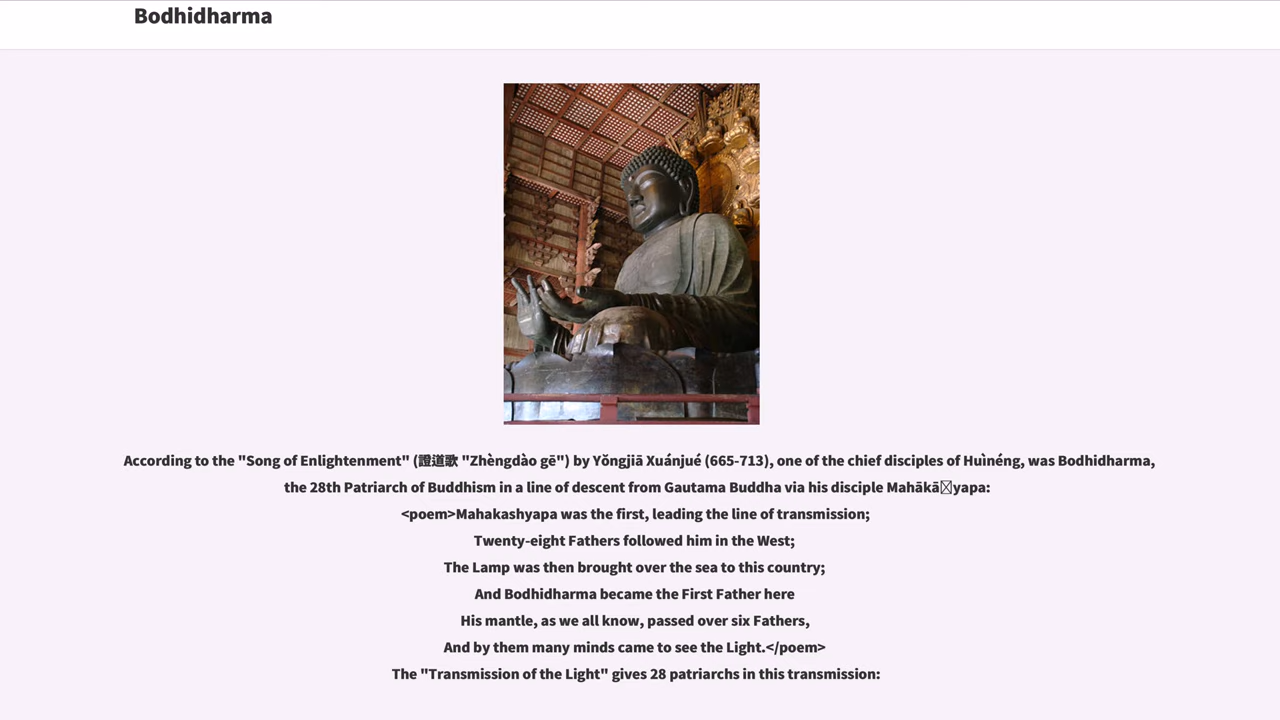 Bodhidharma
According to the "Song of Enlightenment" (證道歌 "Zhèngdào gē") by Yǒngjiā Xuánjué (665-713), one of the chief disciples of Huìnéng, was Bodhidharma,
the 28th Patriarch of Buddhism in a line of descent from Gautama Buddha via his disciple Mahākā□yapa:
<poem>Mahakashyapa was the first, leading the line of transmission;
Twenty-eight Fathers followed him in the West;
The Lamp was then brought over the sea to this country;
And Bodhidharma became the First Father here
His mantle, as we all know, passed over six Fathers,
And by them many minds came to see the Light.</poem>
The "Transmission of the Light" gives 28 patriarchs in this transmission: